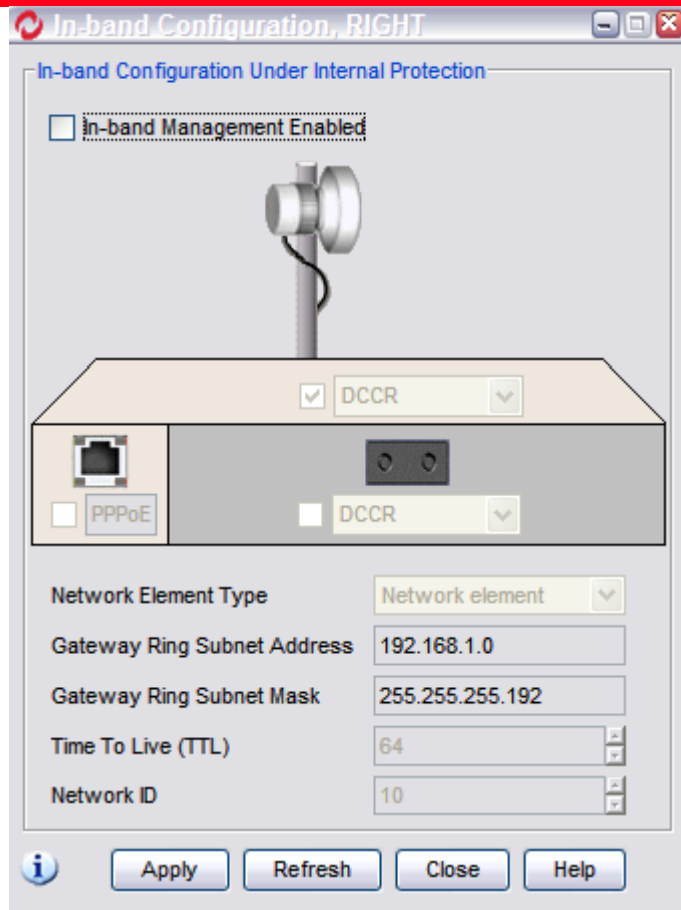 In-band Configuration, RIGHT
In-band Configuration Under Internal Protection
In-band Management Enabled
DCCR
PPPoE
DCCR
Network Element Type Network element
Gateway Ring Subnet Address 192.168.1.0
Gateway Ring Subnet Mask 255.255.255.192
Time To Live (TTL) 64
Network ID 10
Apply Refresh Close Help